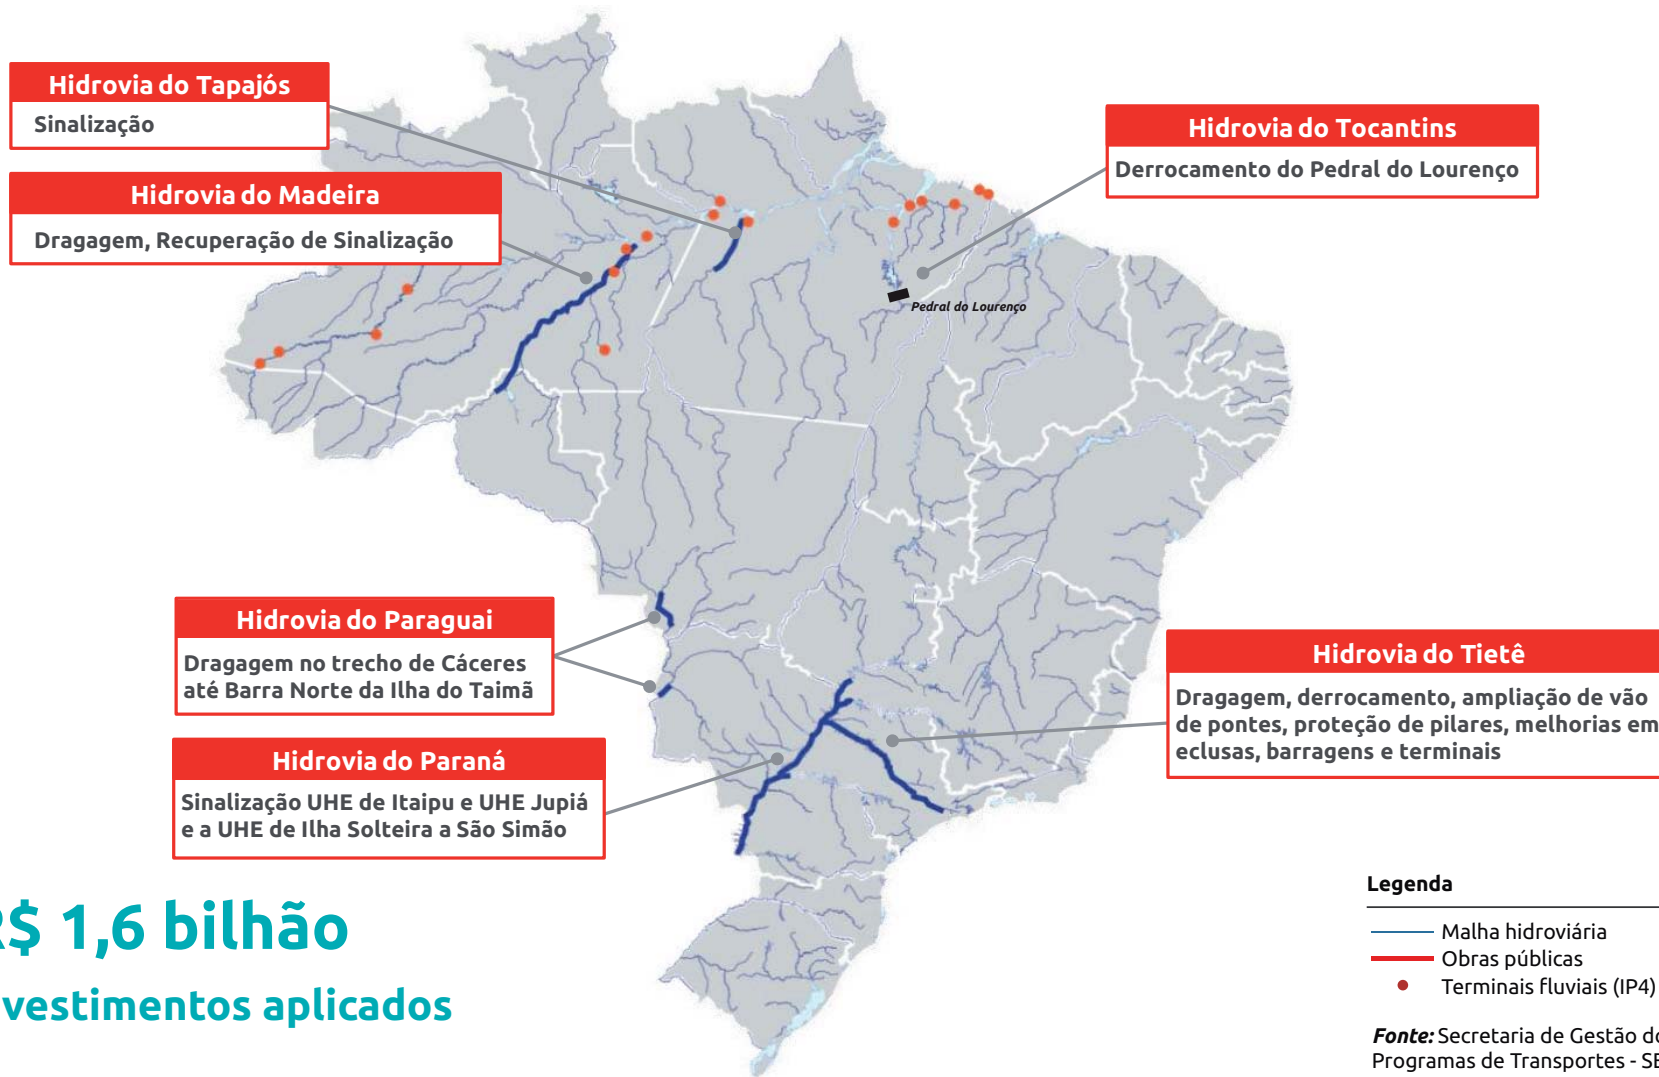 Hidrovia do Tapajós
Sinalização
Hidrovia do Madeira
Dragagem, Recuperação de Sinalização
Hidrovia do Tocantins
Derrocamento do Pedral do Lourenço
Pedral do Lourenço
Hidrovia do Paraguai
Dragagem no trecho de Cáceres
até Barra Norte da Ilha do Taimã
Hidrovia do Paraná
Sinalização UHE de Itaipu e UHE Jupiá
e a UHE de Ilha Solteira a São Simão
Hidrovia do Tietê
Dragagem, derrocamento, ampliação de vão
de pontes, proteção de pilares, melhorias em
eclusas, barragens e terminais
$ 1,6 bilhão
vestimentos aplicados
Legenda
Malha hidroviária
Obras públicas
Terminais fluviais (IP4)
Fonte: Secretaria de Gestão do
Programas de Transportes - SE